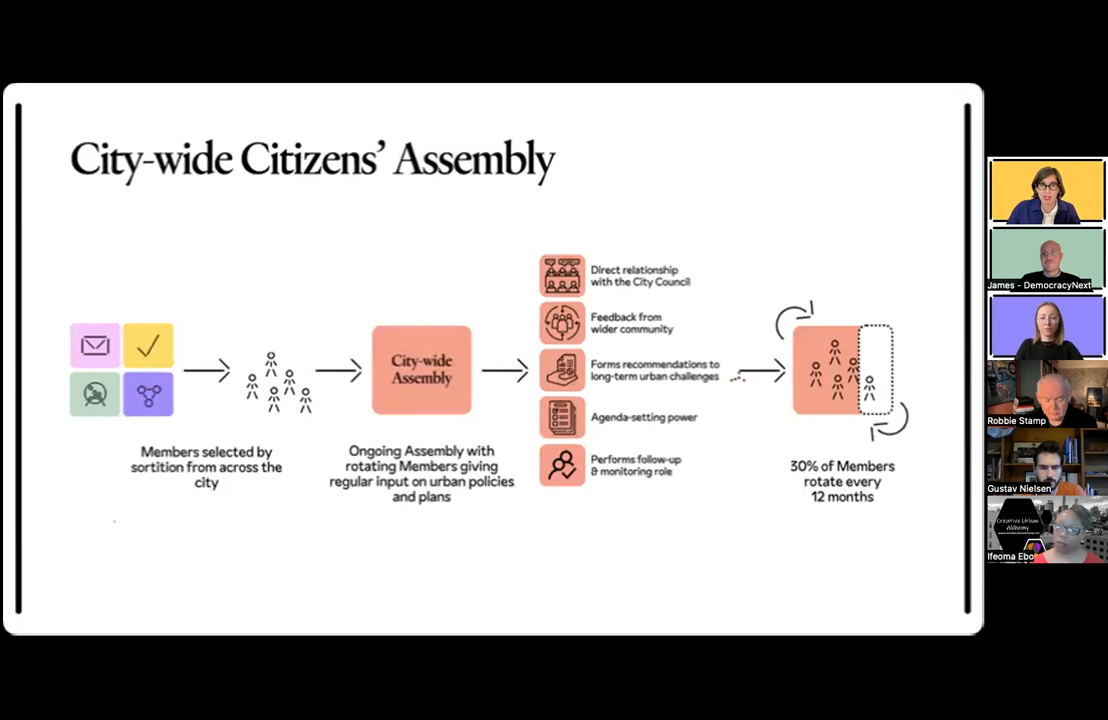 City-wide Citizens' Assembly
Members selected by
sortition from across the
city
City-wide
Assembly
Ongoing Assembly with
rotating Members giving
regular input on urban policies
and plans
Direct relationship
with the City Council
Feedback from
wider community
Forms recommendations to
long-term urban challenges
Agenda-setting power
Performs follow-up
& monitoring role
30% of Members
rotate every
12 months
James - DemocracyNext
Robbie Stamp
Gustav Nielsen
Creative Urban
Alchemy
Ifeoma Ebo